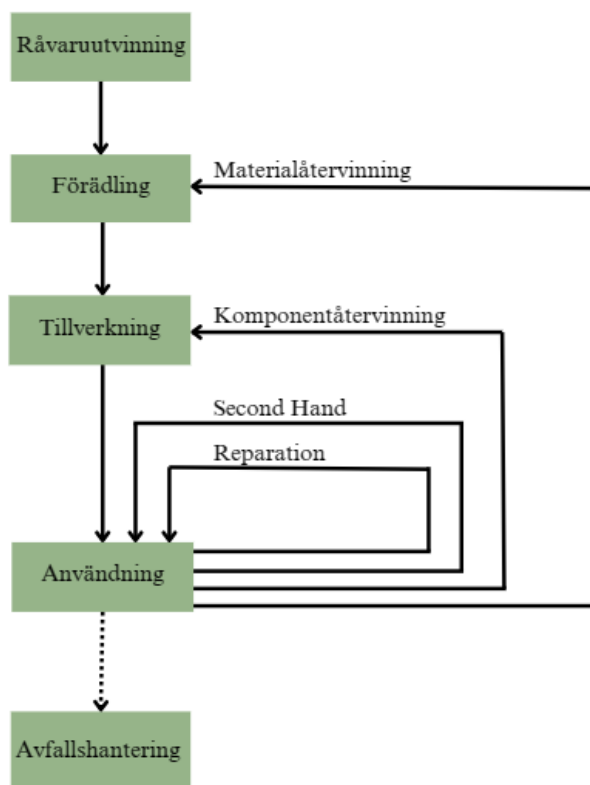 Råvaruutvinning
Förädling
Materialåtervinning
Tillverkning
Komponentåtervinning
Second Hand
Reparation
Användning
Avfallshantering